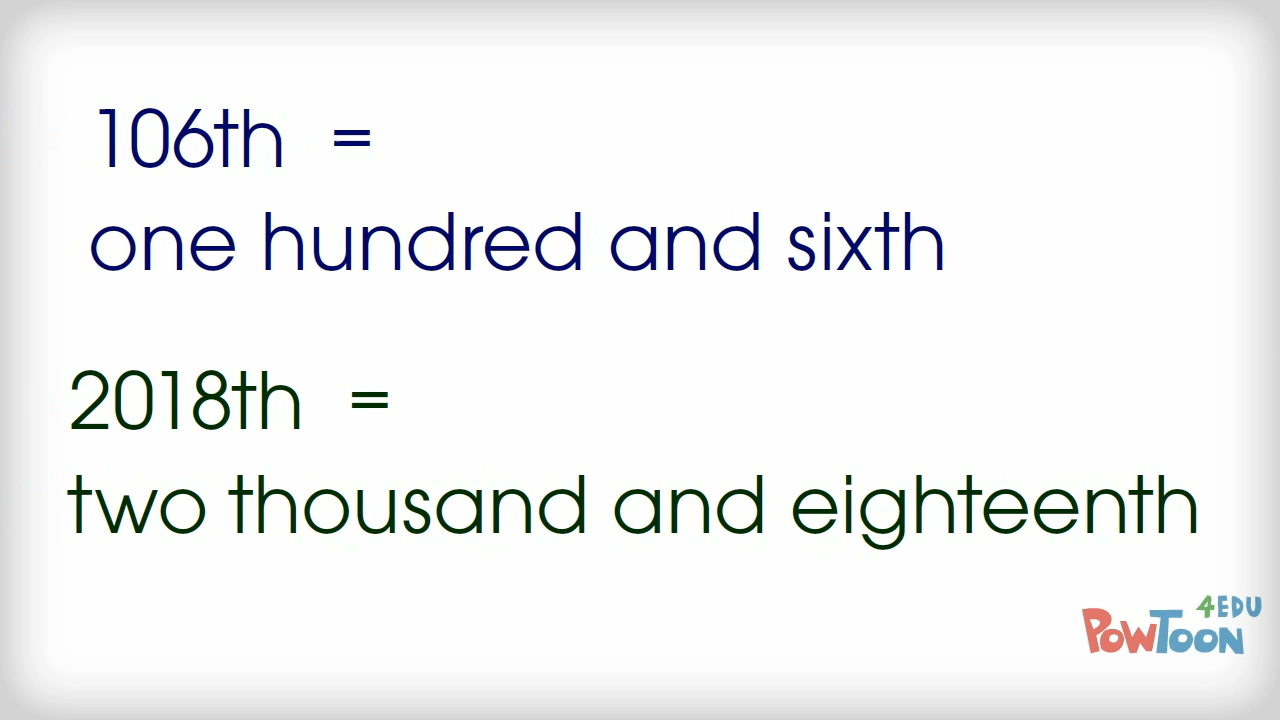 106th =
one hundred and sixth
2018th =
two thousand and eighteenth
4EDU
POWTOON